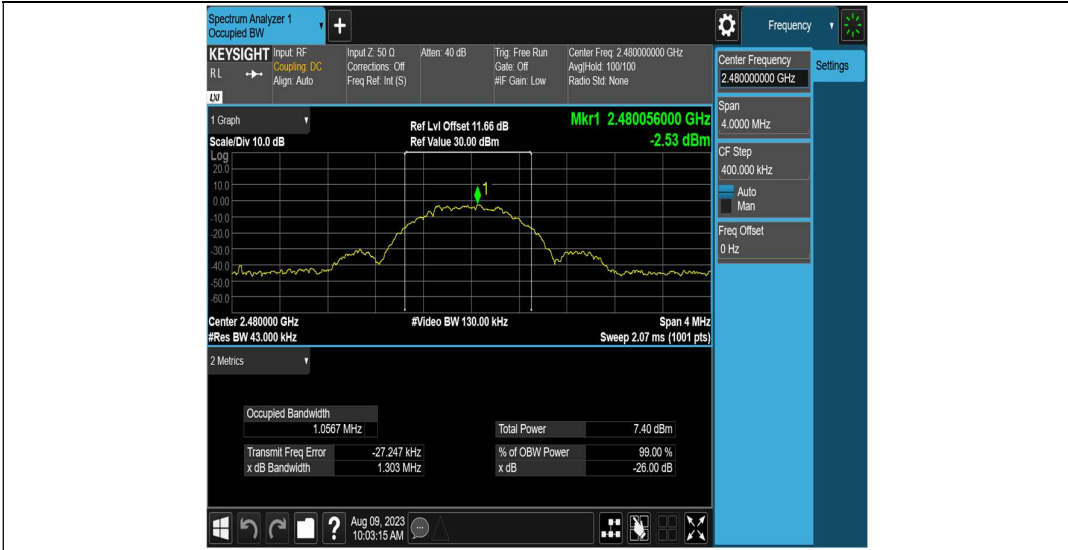 Spectrum Analyzer 1
Occupied BW
+
Frequency
KEYSIGHT
RL
LXI
Input: RF
Coupling: DC
Align: Auto
Input Z: 50 Ω
Corrections: Off
Freq Ref: Int (S)
Atten: 40 dB
Trig: Free Run
Gate: Off
#IF Gain: Low
Center Freq: 2.480000000 GHz
Avg|Hold: 100/100
Radio Std: None
Center Frequency
2.480000000 GHz
Settings
Span
4.0000 MHz
CF Step
400.000 kHz
Auto
Man
Freq Offset
0 Hz
1 Graph
Scale/Div 10.0 dB
Ref Lvl Offset 11.66 dB
Ref Value 30.00 dBm
Mkr1 2.480056000 GHz
-2.53 dBm
Log
20.0
10.0
0.00
-10.0
-20.0
-30.0
-40.0
-50.0
-60.0
1
Center 2.480000 GHz
#Res BW 43.000 kHz
#Video BW 130.00 kHz
Span 4 MHz
Sweep 2.07 ms (1001 pts)
2 Metrics
Occupied Bandwidth
1.0567 MHz
Total Power 7.40 dBm
Transmit Freq Error -27.247 kHz
% of OBW Power 99.00 %
x dB Bandwidth 1.303 MHz
x dB -26.00 dB
?
Aug 09, 2023
10:03:15 AM